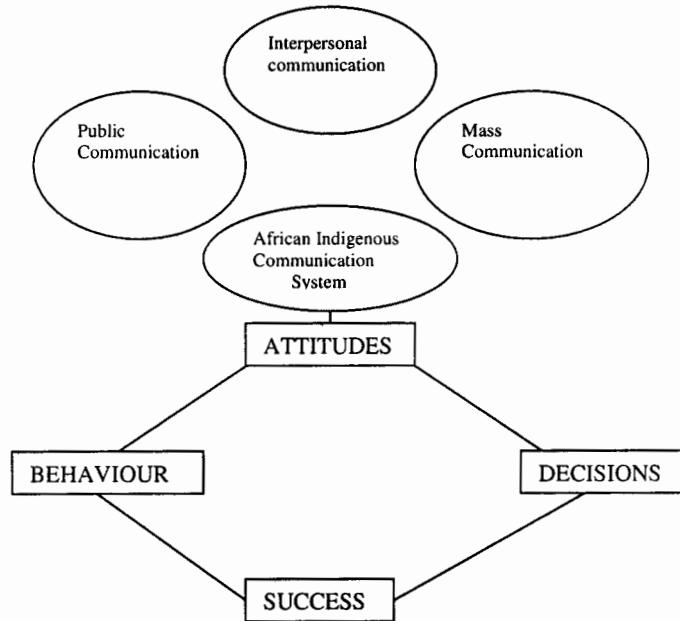 Interpersonal
communication
Public
Communication
Mass
Communication
African Indigenous
Communication
System
ATTITUDES
BEHAVIOUR
DECISIONS
SUCCESS